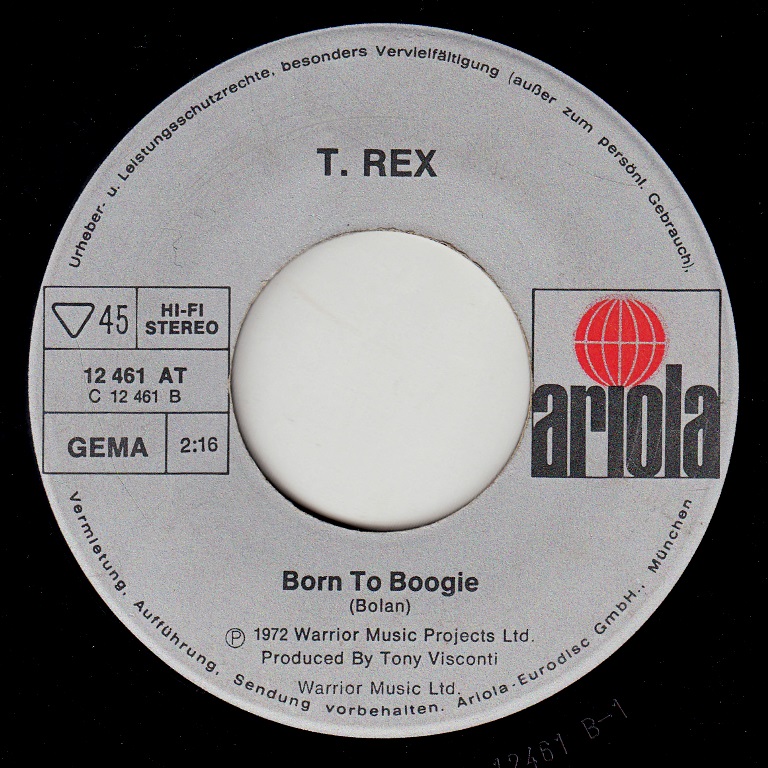 Urheber- u. Leistungsschutzrechte, besonders Vervielfältigung (außer zum persönl. Gebrauch),
T. REX
45
HI-FI
STEREO
12 461 AT
C 12 461 B
GEMA
2:16
ariola
Born To Boogie
(Bolan)
Ⓟ 1972 Warrior Music Projects Ltd.
Produced By Tony Visconti
Warrior Music Ltd.
Vermietung, Aufführung, Sendung vorbehalten. Ariola-Eurodisc GmbH., München
12461 B-1